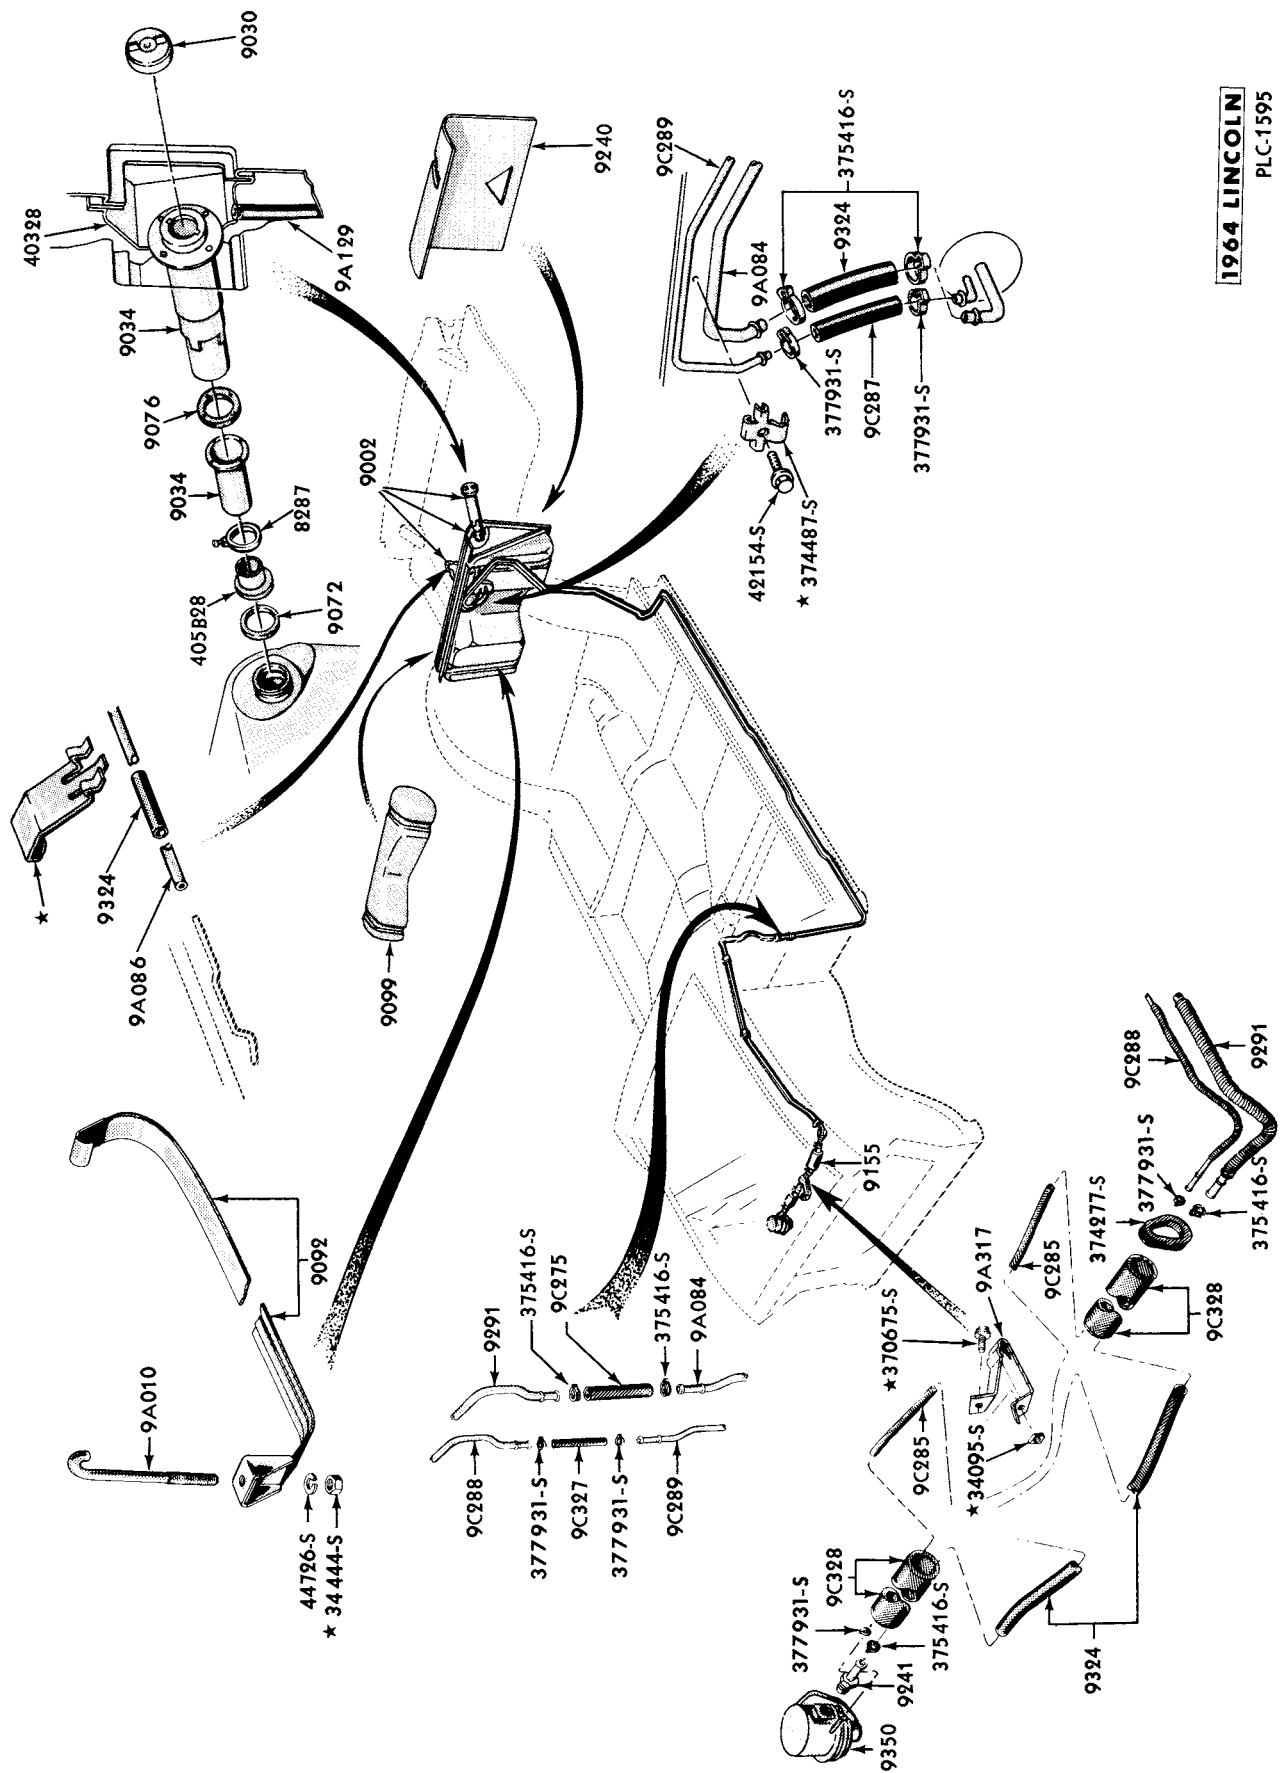 9A010
9092
44726-S
★ 34444-S
★
9A086
9324
405B28
9072
9034
8287
9076
9034
9A129
40328
9030
9099
9002
9240
9C288
9291
377931-S
375416-S
9C327
9C275
377931-S
375416-S
9C289
9A084
9155
42154-S
★ 374487-S
377931-S
9C287
377931-S
9A084
9324
375416-S
9C289
9350
9241
377931-S
375416-S
9C328
9C285
★34095-S
★370675-S
9A317
9C285
9324
9C328
374277-S
377931-S
375416-S
9C288
9291
1964 LINCOLN
PLC-1595